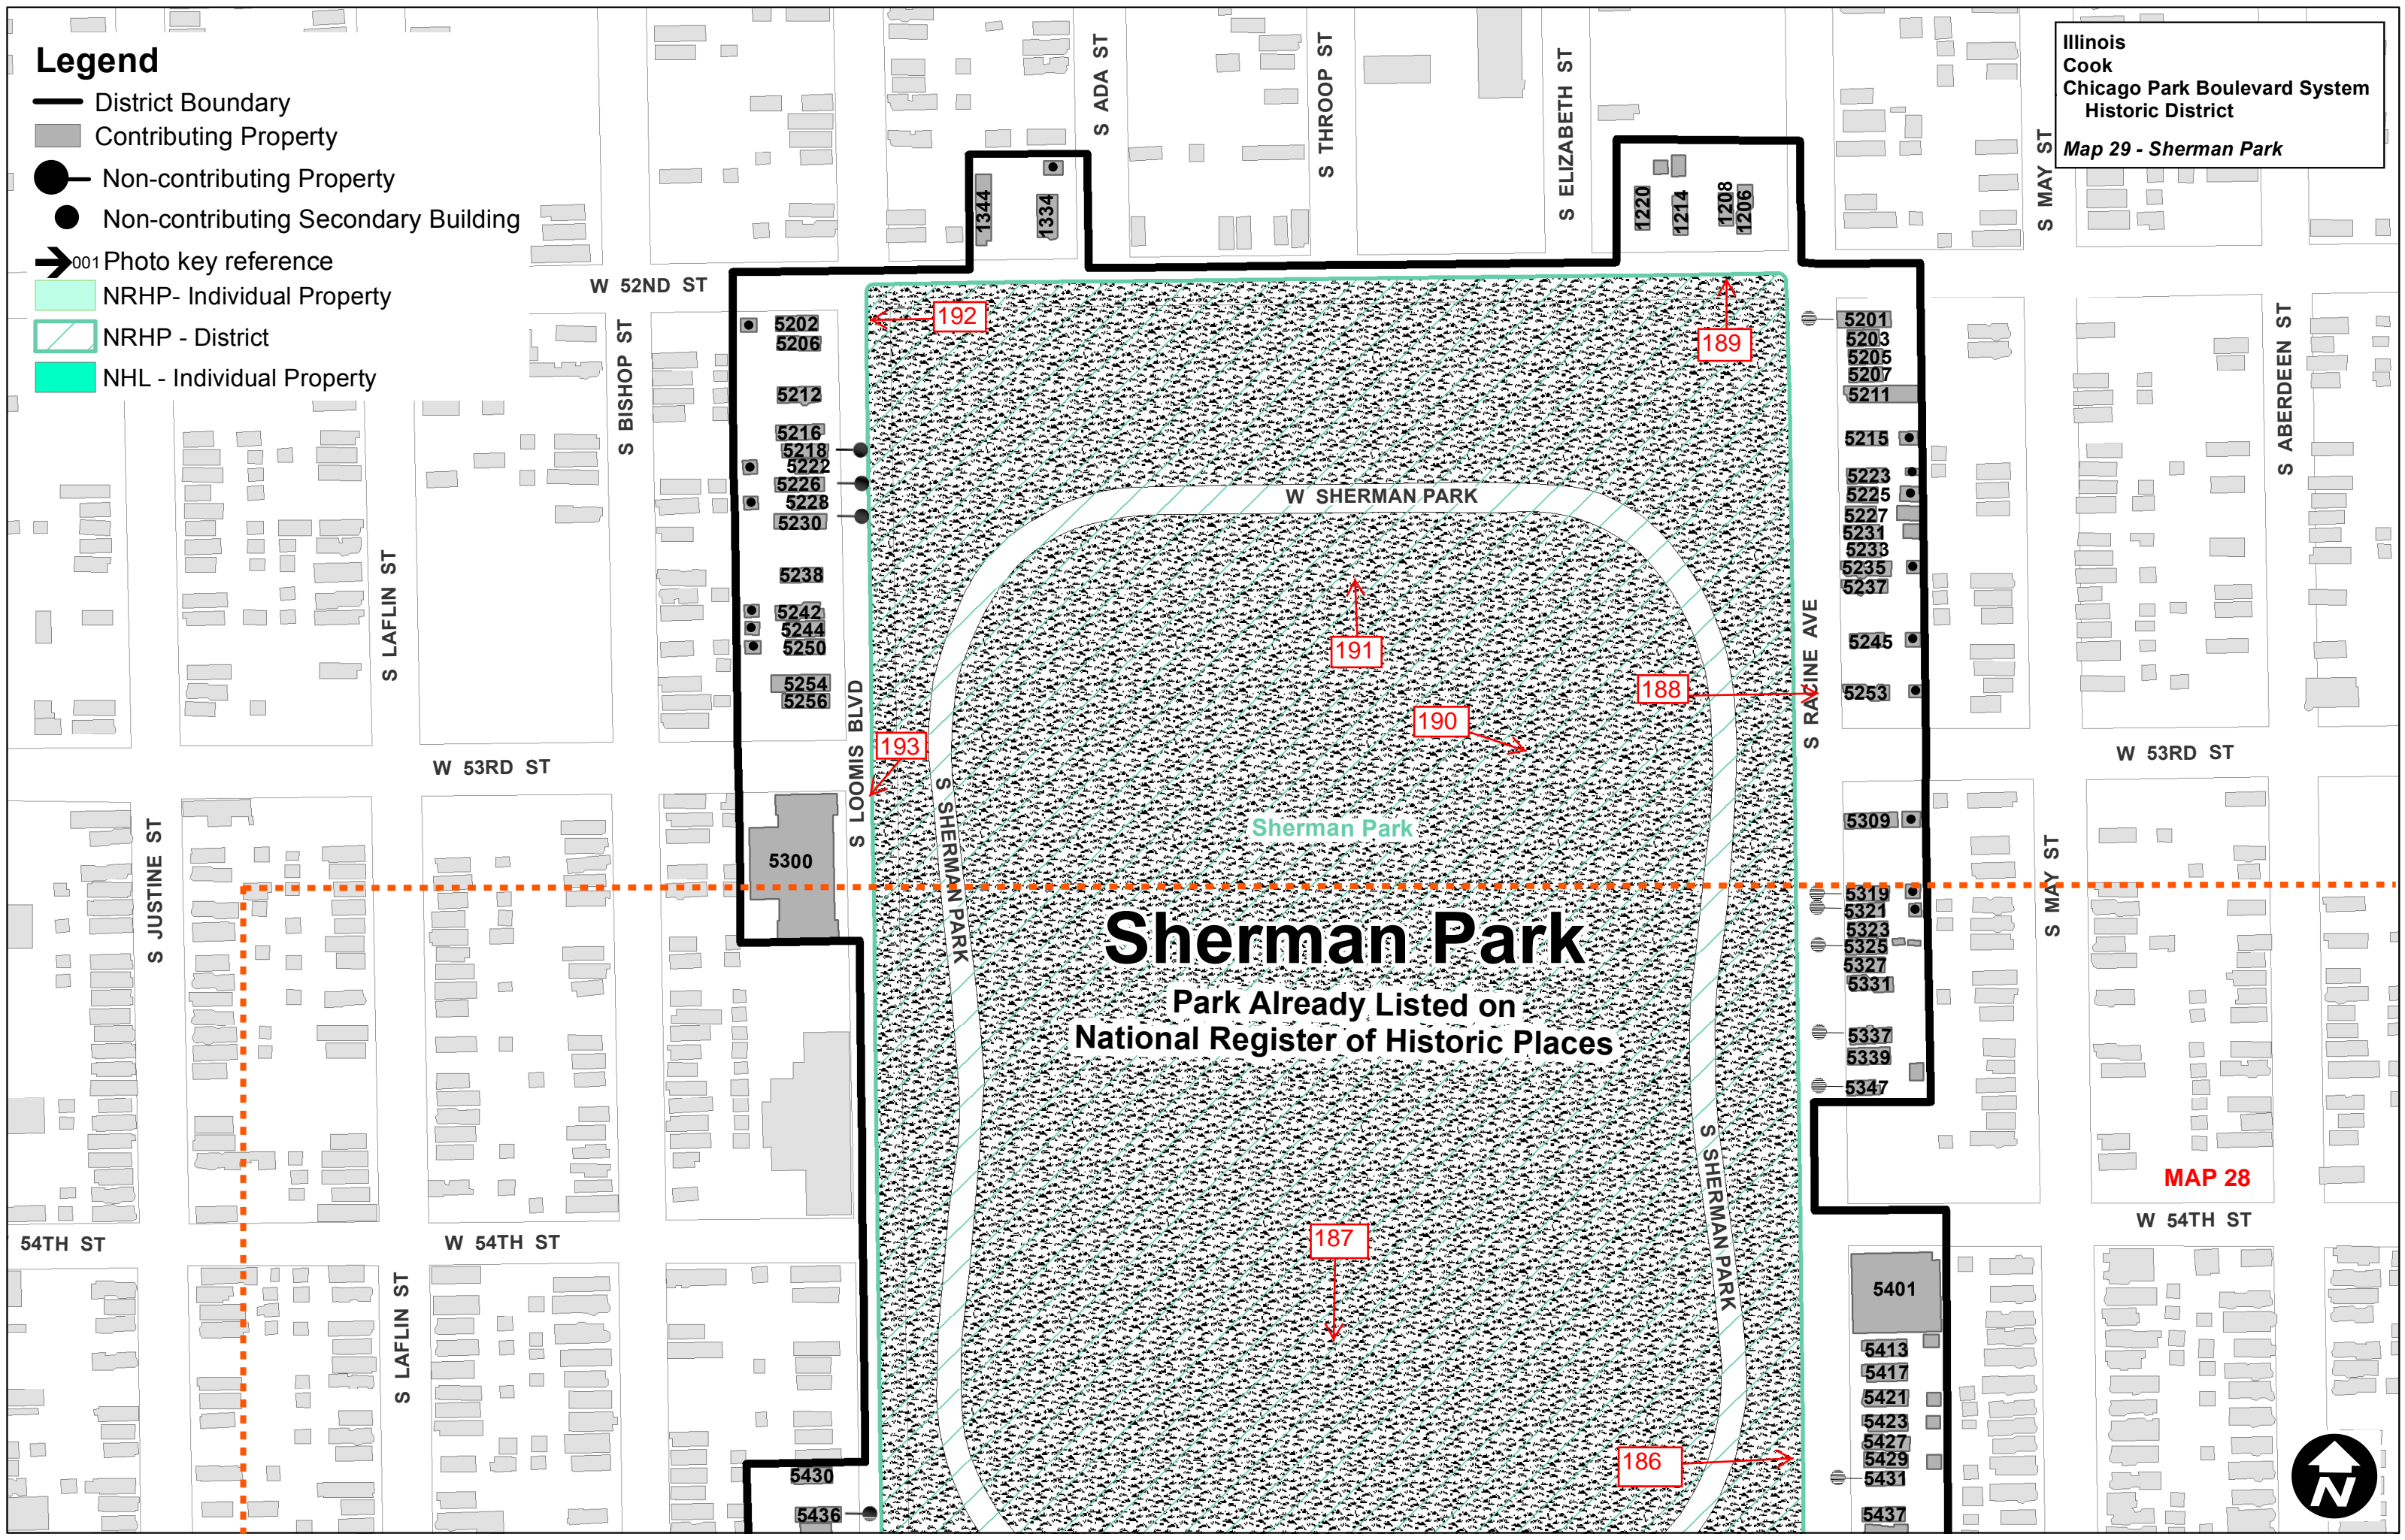 Legend
District Boundary
Contributing Property
Non-contributing Property
Non-contributing Secondary Building
001 Photo key reference
NRHP- Individual Property
NRHP - District
NHL - Individual Property
Illinois
Cook
Chicago Park Boulevard System
Historic District
Map 29 - Sherman Park
S ADA ST
S THROOP ST
S ELIZABETH ST
S MAY ST
1344
1334
1220
1214
1208
1206
W 52ND ST
S BISHOP ST
S ABERDEEN ST
S LAFLIN ST
S LOOMIS BLVD
S RACINE AVE
5202
5206
5212
5216
5218
5222
5226
5228
5230
5238
5242
5244
5250
5254
5256
5300
192
189
W SHERMAN PARK
191
188
190
193
5201
5203
5205
5207
5211
5215
5223
5225
5227
5231
5233
5235
5237
5245
5253
5309
5319
5321
5323
5325
5327
5331
5337
5339
5347
W 53RD ST
W 53RD ST
S JUSTINE ST
S MAY ST
S SHERMAN PARK
Sherman Park
Sherman Park
Park Already Listed on
National Register of Historic Places
S SHERMAN PARK
MAP 28
54TH ST
W 54TH ST
W 54TH ST
S LAFLIN ST
187
186
5401
5413
5417
5421
5423
5427
5429
5431
5437
5430
5436
N